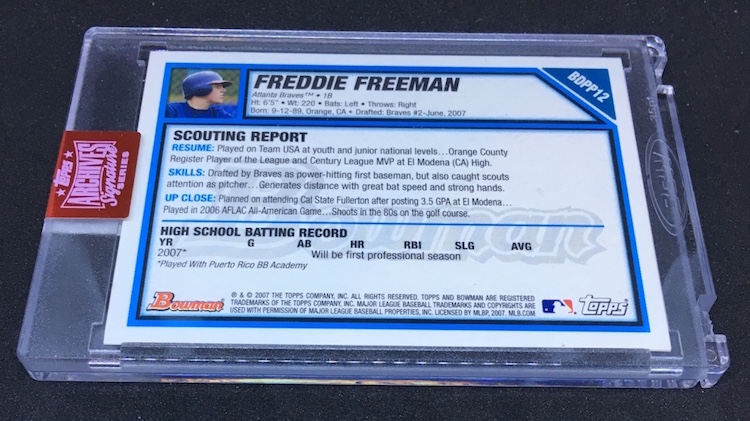 FREDDIE FREEMAN
BDPP12
Atlanta Braves™ • 1B
Ht: 6'5" • Wt: 220 • Bats: Left • Throws: Right
Born: 9-12-89, Orange, CA • Drafted: Braves #2-June, 2007
SCOUTING REPORT
RESUME: Played on Team USA at youth and junior national levels...Orange County
Register Player of the League and Century League MVP at El Modena (CA) High.
SKILLS: Drafted by Braves as power-hitting first baseman, but also caught scouts
attention as pitcher...Generates distance with great bat speed and strong hands.
UP CLOSE: Planned on attending Cal State Fullerton after posting 3.5 GPA at El Modena...
Played in 2006 AFLAC All-American Game...Shoots in the 80s on the golf course.
Bowman
HIGH SCHOOL BATTING RECORD
YR G AB HR RBI SLG AVG
2007* Will be first professional season
*Played With Puerto Rico BB Academy
Bowman
® & © 2007 THE TOPPS COMPANY, INC. ALL RIGHTS RESERVED. TOPPS AND BOWMAN ARE REGISTERED
TRADEMARKS OF THE TOPPS COMPANY, INC. MAJOR LEAGUE BASEBALL TRADEMARKS AND COPYRIGHTS ARE
USED WITH PERMISSION OF MAJOR LEAGUE BASEBALL PROPERTIES, INC. LICENSED BY MLBP, 2007. MLB.COM
topps
TOPPS
ARCHIVES
Signature
SERIES